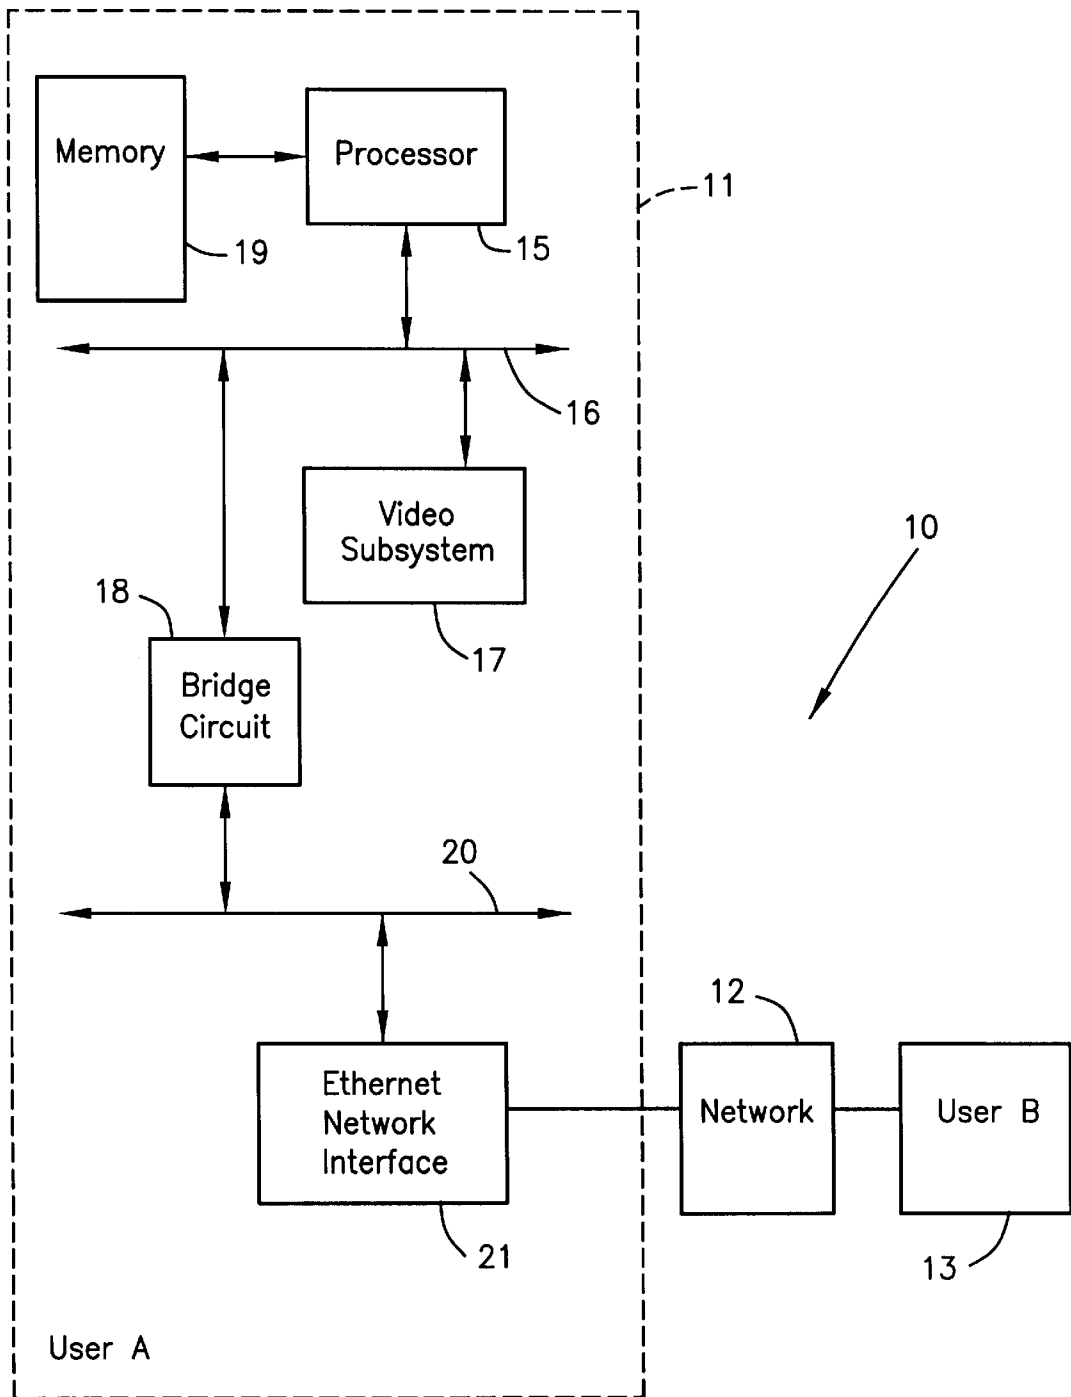 Memory
Processor
11
19
15
16
Video
Subsystem
10
18
17
Bridge
Circuit
20
12
Ethernet
Network
Interface
Network
User B
21
13
User A